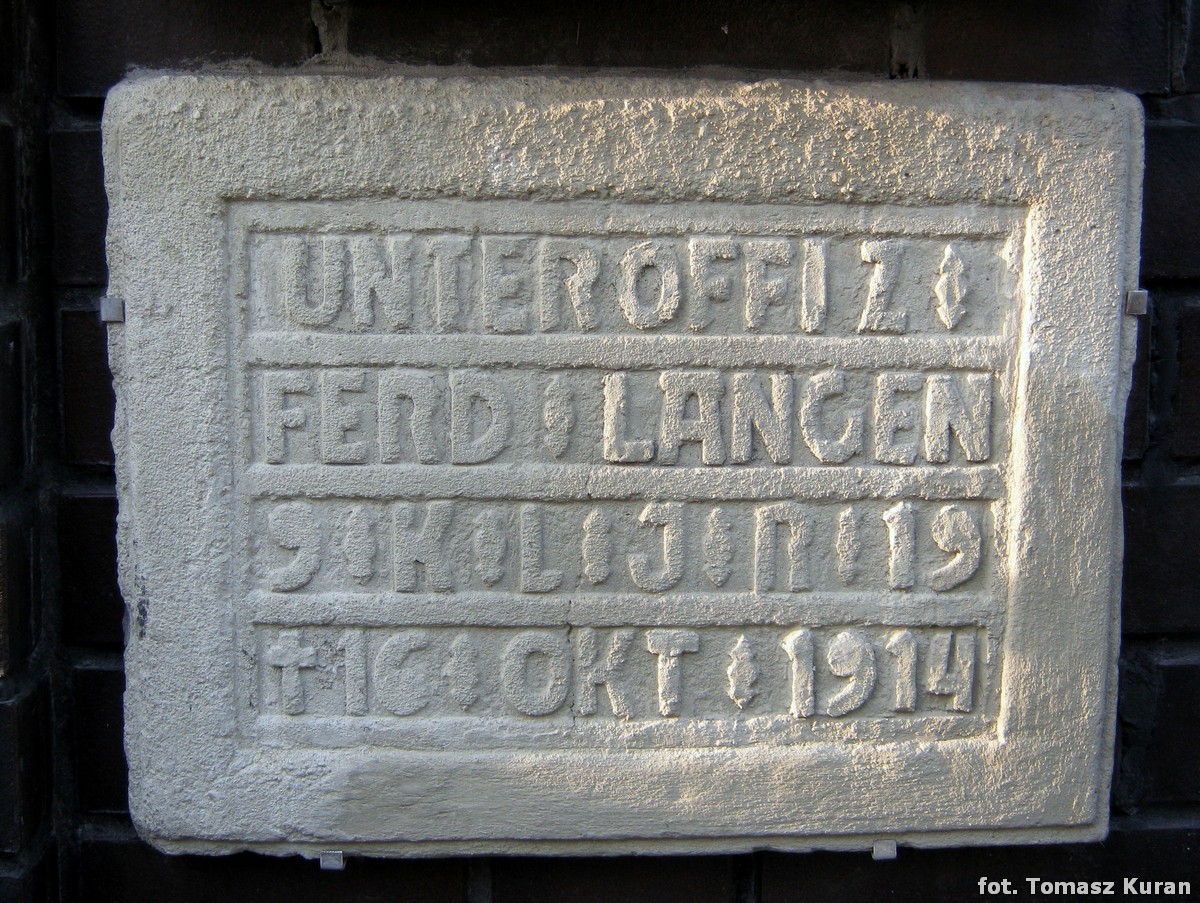 UNTEROFFIZ ·
FERD · LANGEN
9 · K · L · J · N · 19
†16 · OKT · 1914
fot. Tomasz Kuran